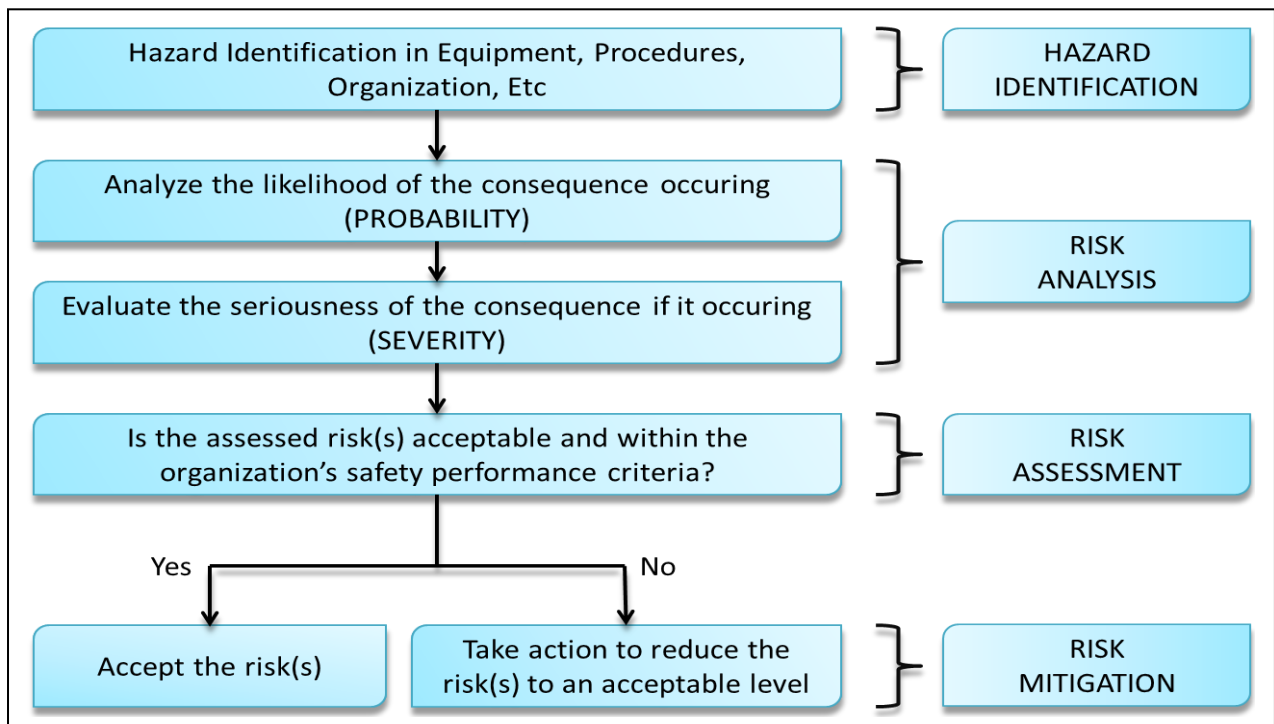 Hazard Identification in Equipment, Procedures,
Organization, Etc
HAZARD
IDENTIFICATION
Analyze the likelihood of the consequence occuring
(PROBABILITY)
Evaluate the seriousness of the consequence if it occuring
(SEVERITY)
RISK
ANALYSIS
Is the assessed risk(s) acceptable and within the
organization’s safety performance criteria?
RISK
ASSESSMENT
Yes
No
Accept the risk(s)
Take action to reduce the
risk(s) to an acceptable level
RISK
MITIGATION